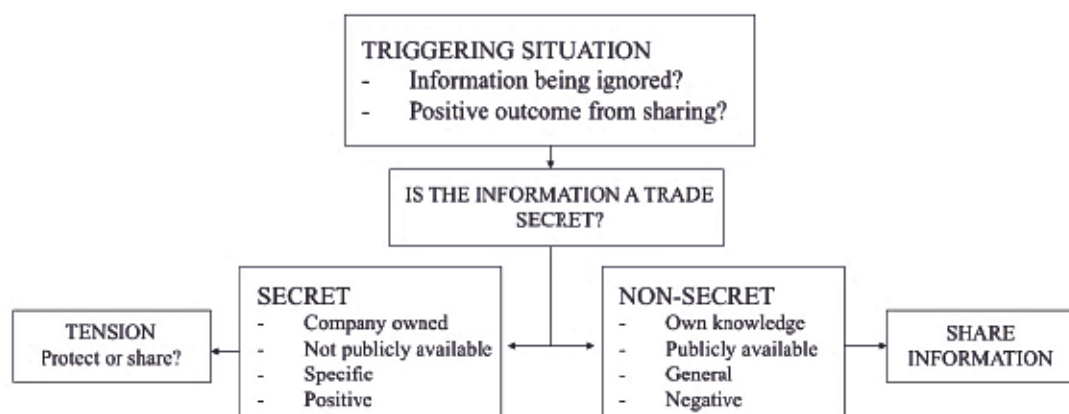 TRIGGERING SITUATION
- Information being ignored?
- Positive outcome from sharing?
IS THE INFORMATION A TRADE
SECRET?
SECRET
- Company owned
- Not publicly available
- Specific
- Positive
NON-SECRET
- Own knowledge
- Publicly available
- General
- Negative
TENSION
Protect or share?
SHARE
INFORMATION